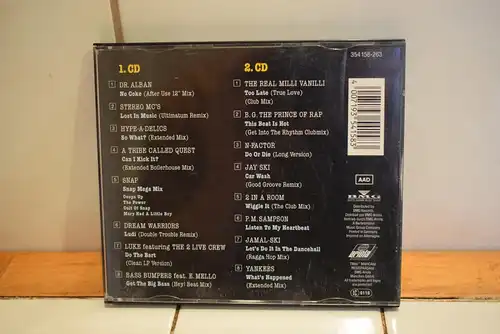 354 158-263
1. CD
1 DR. ALBAN
No Coke (After Use 12" Mix)
2 STEREO MC'S
Lost In Music (Ultimatum Remix)
3 HYPE-A-DELICS
So What? (Extended Mix)
4 A TRIBE CALLED QUEST
Can I Kick It?
(Extended Boilerhouse Mix)
5 SNAP
Snap Mega Mix
Ooops Up
The Power
Cult Of Snap
Mary Had A Little Boy
6 DREAM WARRIORS
Ludi (Double Trouble Remix)
7 LUKE featuring THE 2 LIVE CREW
Do The Bart
(Clean LP Version)
8 BASS BUMPERS feat. E. MELLO
Get The Big Bass (Hey! Beat Mix)
2. CD
1 THE REAL MILLI VANILLI
Too Late (True Love)
(Club Mix)
2 B.G. THE PRINCE OF RAP
This Beat Is Hot
(Get Into The Rhythm Clubmix)
3 N-FACTOR
Do Or Die (Long Version)
4 JAY SKI
Car Wash
(Good Groove Remix)
5 2 IN A ROOM
Wiggle It (The Club Mix)
6 P.M. SAMPSON
Listen To My Heartbeat
7 JAMAL-SKI
Let's Do It In The Dancehall
(Ragga Hop Mix)
8 YANKEES
What's Happened
(Extended Remix)
4 007193 541583
AAD
BMG
ariola